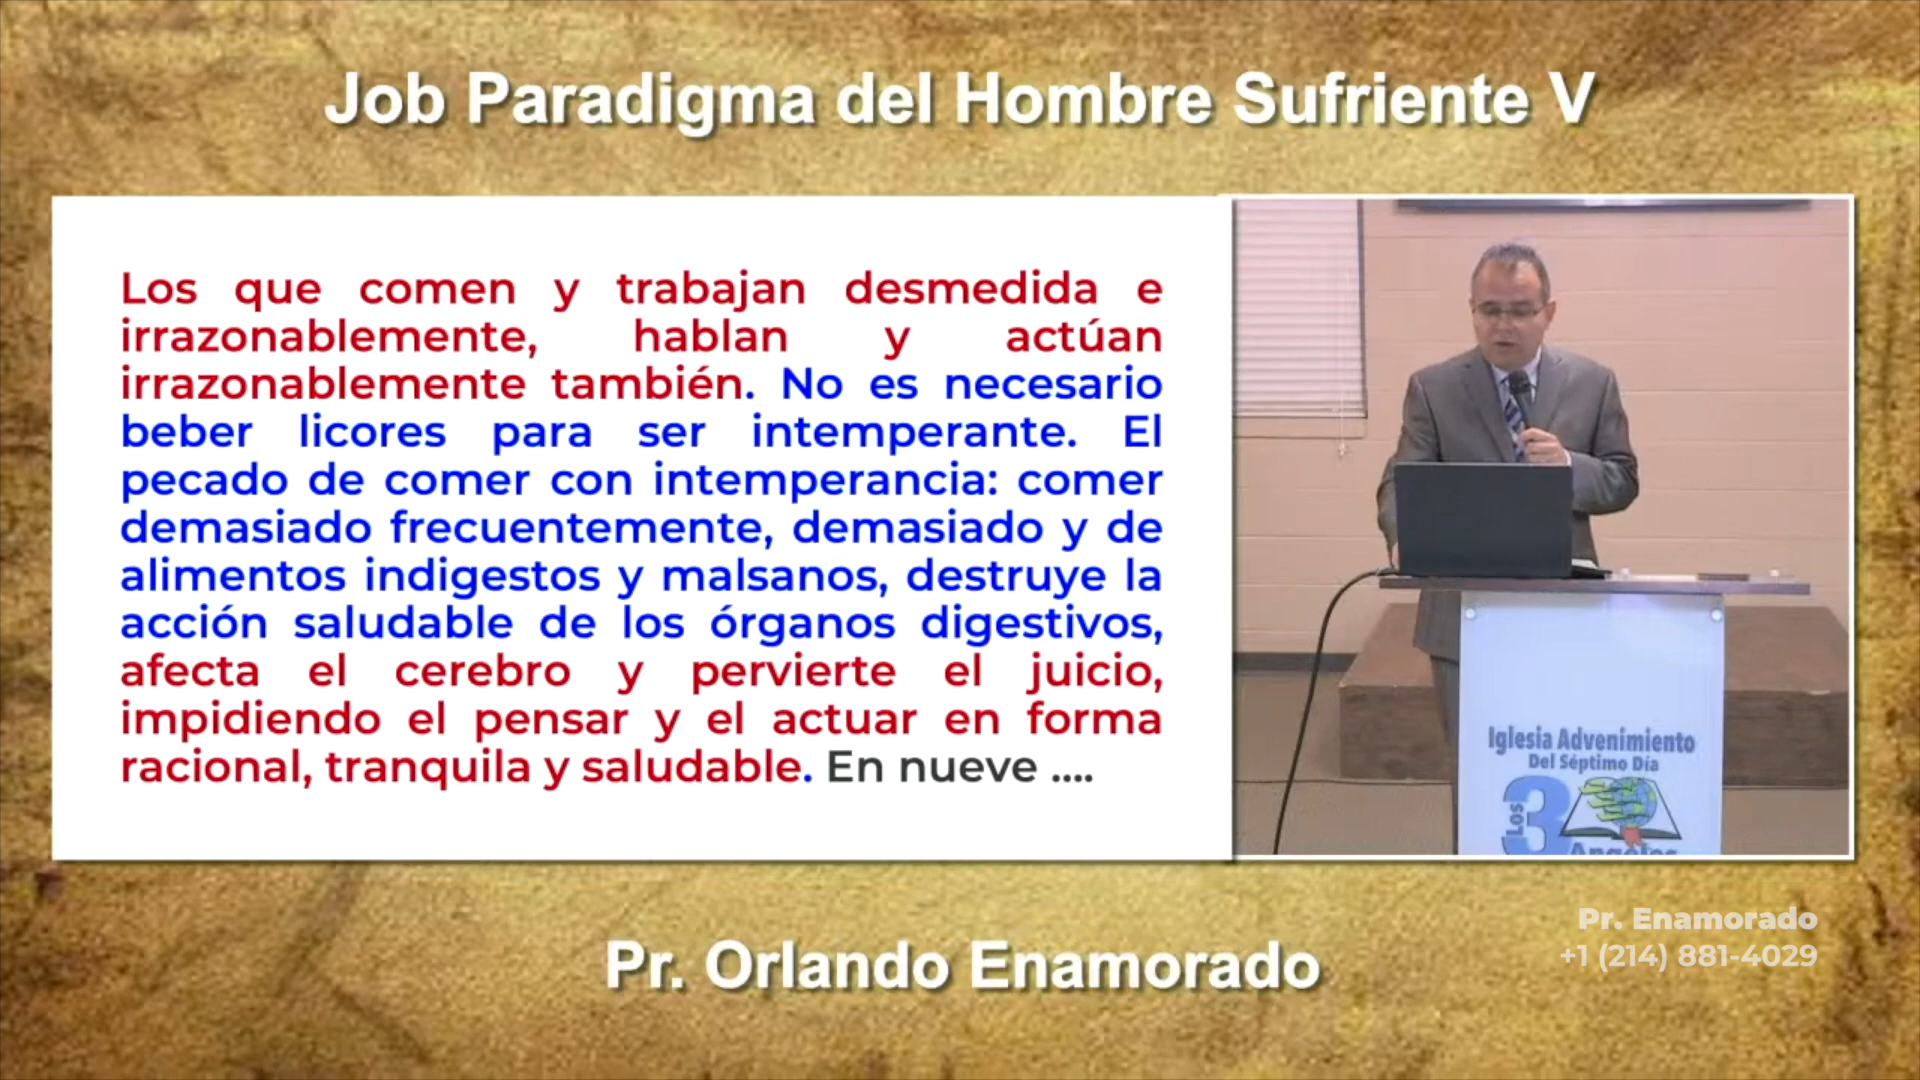 Job Paradigma del Hombre Sufriente V
Los que comen y trabajan desmedida e
irrazonablemente, hablan y actúan
irrazonablemente también. No es necesario
beber licores para ser intemperante. El
pecado de comer con intemperancia: comer
demasiado frecuentemente, demasiado y de
alimentos indigestos y malsanos, destruye la
acción saludable de los órganos digestivos,
afecta el cerebro y pervierte el juicio,
impidiendo el pensar y el actuar en forma
racional, tranquila y saludable. En nueve ....
Iglesia Advenimiento
Del Séptimo Día
Los 3
Angeles
Pr. Enamorado
+1 (214) 881-4029
Pr. Orlando Enamorado